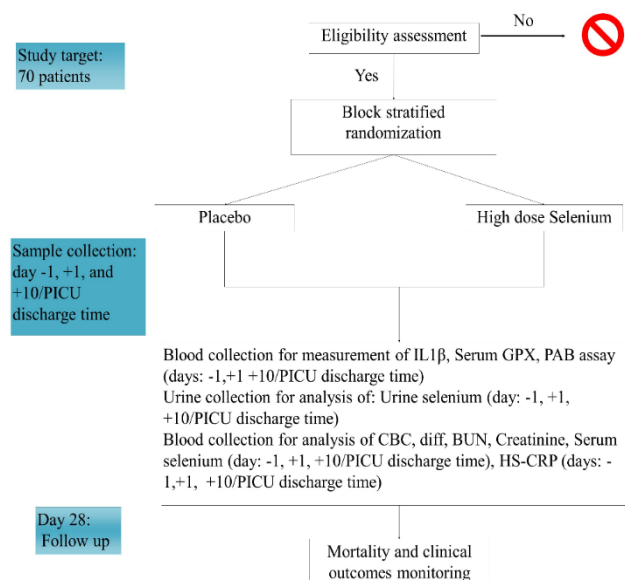 No
Eligibility assessment
Study target:
70 patients
Yes
Block stratified
randomization
Placebo
High dose Selenium
Sample collection:
day -1, +1, and
+10/PICU
discharge time
Blood collection for measurement of IL1β, Serum GPX, PAB assay
(days: -1,+1 +10/PICU discharge time)
Urine collection for analysis of: Urine selenium (day: -1, +1,
+10/PICU discharge time)
Blood collection for analysis of CBC, diff, BUN, Creatinine, Serum
selenium (day: -1, +1, +10/PICU discharge time), HS-CRP (days: -
1,+1, +10/PICU discharge time)
Day 28:
Follow up
Mortality and clinical
outcomes monitoring